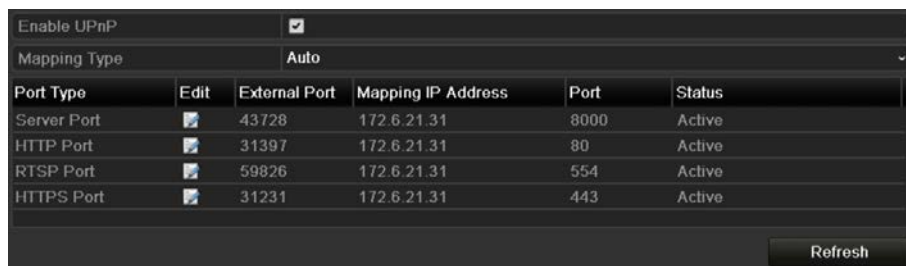 Enable UPnP
Mapping Type Auto
Port Type Edit External Port Mapping IP Address Port Status
Server Port 43728 172.6.21.31 8000 Active
HTTP Port 31397 172.6.21.31 80 Active
RTSP Port 59826 172.6.21.31 554 Active
HTTPS Port 31231 172.6.21.31 443 Active
Refresh